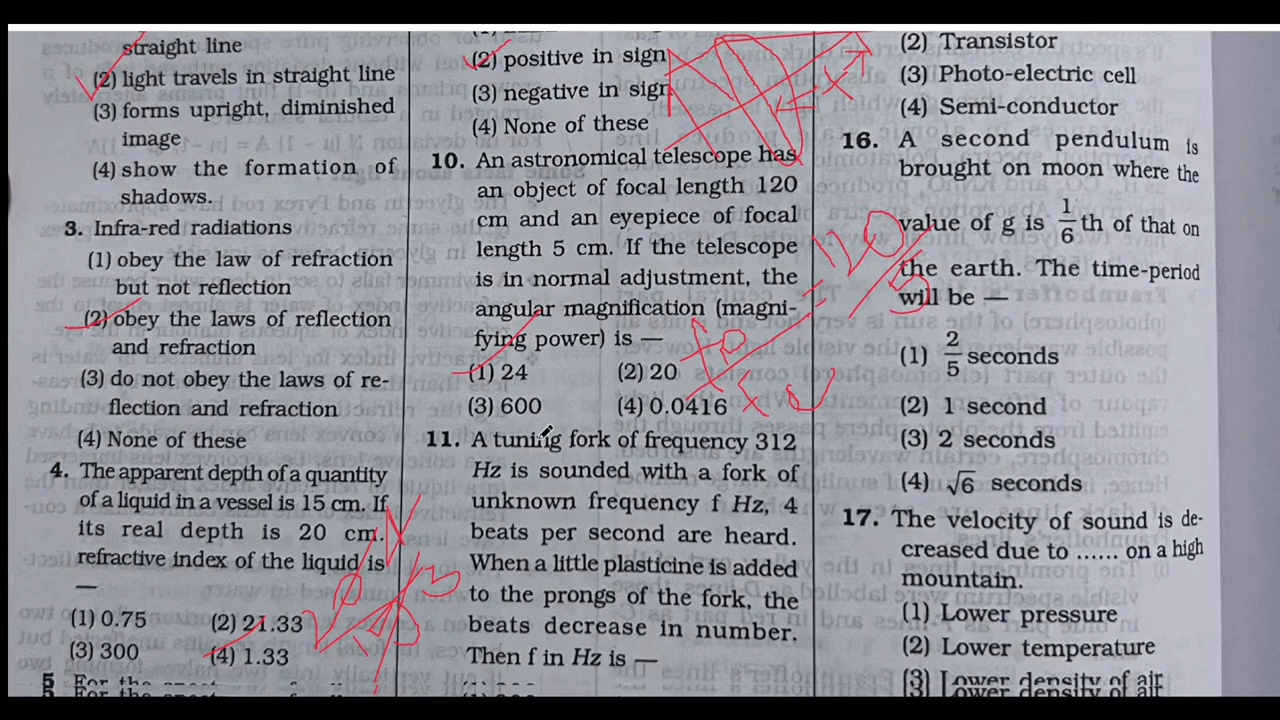 straight line
(2) light travels in straight line
(3) forms upright, diminished
image
(4) show the formation of
shadows.
3. Infra-red radiations
(1) obey the law of refraction
but not reflection
(2) obey the laws of reflection
and refraction
(3) do not obey the laws of re-
flection and refraction
(4) None of these
4. The apparent depth of a quantity
of a liquid in a vessel is 15 cm. If
its real depth is 20 cm.
refractive index of the liquid is
—
(1) 0.75 (2) 21.33
(3) 300 (4) 1.33
5
(2) positive in sign
(3) negative in sign
(4) None of these
10. An astronomical telescope has
an object of focal length 120
cm and an eyepiece of focal
length 5 cm. If the telescope
is in normal adjustment, the
angular magnification (magni-
fying power) is —
(1) 24 (2) 20
(3) 600 (4) 0.0416
11. A tuning fork of frequency 312
Hz is sounded with a fork of
unknown frequency f Hz, 4
beats per second are heard.
When a little plasticine is added
to the prongs of the fork, the
beats decrease in number.
Then f in Hz is —
(2) Transistor
(3) Photo-electric cell
(4) Semi-conductor
16. A second pendulum is
brought on moon where the
value of g is 1/6 th of that on
the earth. The time-period
will be —
(1) 2/5 seconds
(2) 1 second
(3) 2 seconds
(4) √6 seconds
17. The velocity of sound is de-
creased due to ...... on a high
mountain.
(1) Lower pressure
(2) Lower temperature
(3) Lower density of air